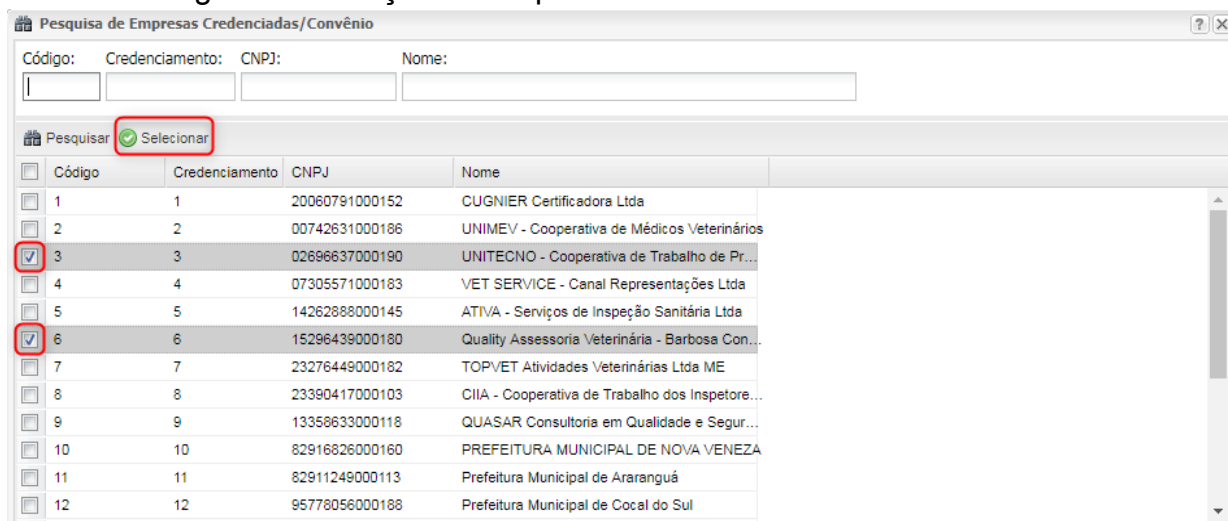 Pesquisa de Empresas Credenciadas/Convênio ? X
Código: Credenciamento: CNPJ: Nome:
Pesquisar Selecionar
Código Credenciamento CNPJ Nome
1 1 20060791000152 CUGNIER Certificadora Ltda
2 2 00742631000186 UNIMEV - Cooperativa de Médicos Veterinários
3 3 02696637000190 UNITECNO - Cooperativa de Trabalho de Pr...
4 4 07305571000183 VET SERVICE - Canal Representações Ltda
5 5 14262888000145 ATIVA - Serviços de Inspeção Sanitária Ltda
6 6 15296439000180 Quality Assessoria Veterinária - Barbosa Con...
7 7 23276449000182 TOPVET Atividades Veterinárias Ltda ME
8 8 23390417000103 CIIA - Cooperativa de Trabalho dos Inspetore...
9 9 13358633000118 QUASAR Consultoria em Qualidade e Segur...
10 10 82916826000160 PREFEITURA MUNICIPAL DE NOVA VENEZA
11 11 82911249000113 Prefeitura Municipal de Araranguá
12 12 95778056000188 Prefeitura Municipal de Cocal do Sul